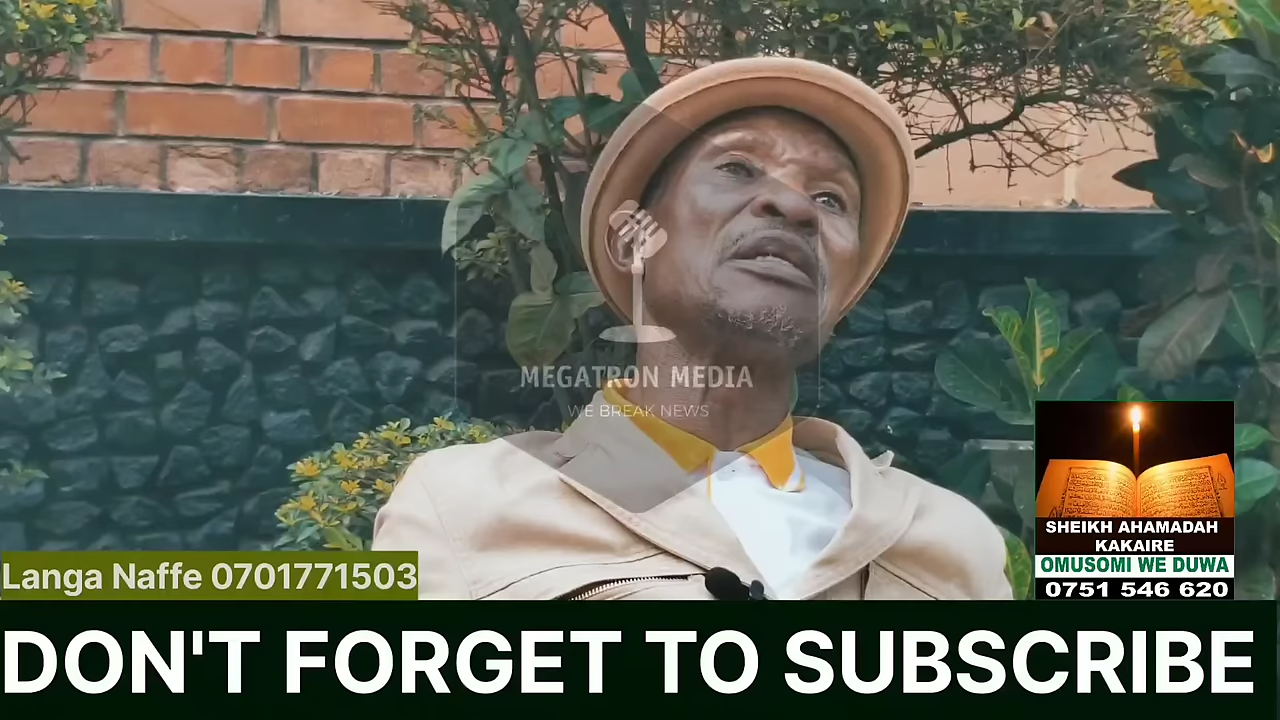 MEGATRON MEDIA
WE BREAK NEWS
SHEIKH AHAMADAH
KAKAIRE
OMUSOMI WE DUWA
0751 546 620
Langa Naffe 0701771503
DON'T FORGET TO SUBSCRIBE